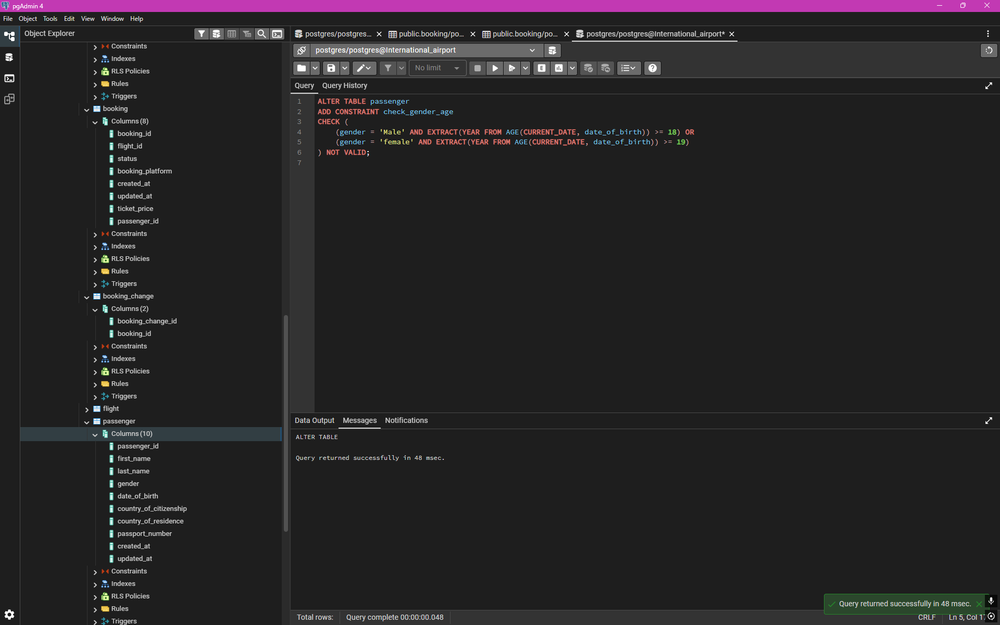 pgAdmin 4
File Object Tools Edit View Window Help
Object Explorer
Constraints
Indexes
RLS Policies
Rules
Triggers
booking
Columns (8)
booking_id
flight_id
status
booking_platform
created_at
updated_at
ticket_price
passenger_id
Constraints
Indexes
RLS Policies
Rules
Triggers
booking_change
Columns (2)
booking_change_id
booking_id
Constraints
Indexes
RLS Policies
Rules
Triggers
flight
passenger
Columns (10)
passenger_id
first_name
last_name
gender
date_of_birth
country_of_citizenship
country_of_residence
passport_number
created_at
updated_at
Constraints
Indexes
RLS Policies
Rules
Triggers
postgres/postgres... public.booking/po... public.booking/po... postgres/postgres@International_airport*
postgres/postgres@International_airport
No limit
E
Query Query History
1 ALTER TABLE passenger
2 ADD CONSTRAINT check_gender_age
3 CHECK (
4 (gender = 'Male' AND EXTRACT(YEAR FROM AGE(CURRENT_DATE, date_of_birth)) >= 18) OR
5 (gender = 'female' AND EXTRACT(YEAR FROM AGE(CURRENT_DATE, date_of_birth)) >= 19)
6 ) NOT VALID;
7
Data Output Messages Notifications
ALTER TABLE
Query returned successfully in 48 msec.
Query returned successfully in 48 msec.
Total rows: Query complete 00:00:00.048 CRLF Ln 5, Col